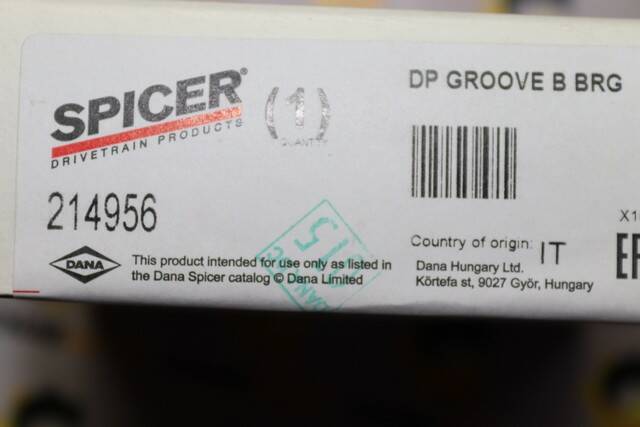 SPICER®
DRIVETRAIN PRODUCTS
(1)
QUANTITY
DP GROOVE B BRG
214956
DANA
This product intended for use only as listed in
the Dana Spicer catalog © Dana Limited
Country of origin: IT
Dana Hungary Ltd.
Körtefa st, 9027 Győr, Hungary